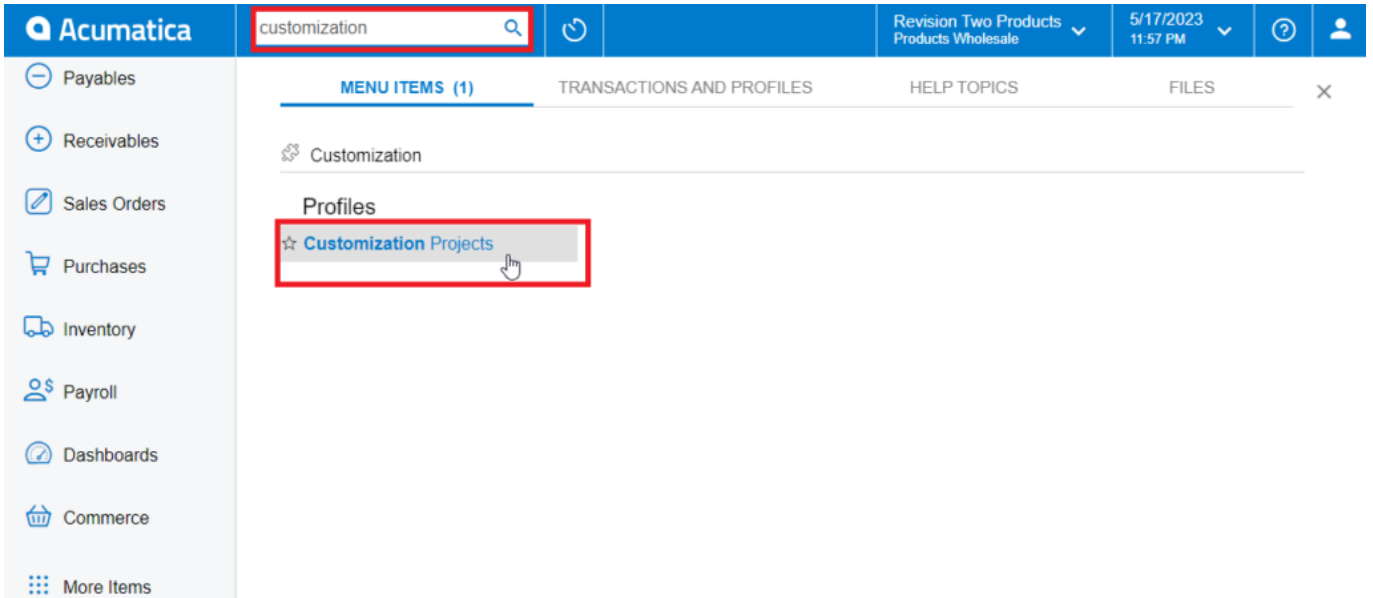 Acumatica
customization
Revision Two Products
Products Wholesale
5/17/2023
11:57 PM
Payables
Receivables
Sales Orders
Purchases
Inventory
Payroll
Dashboards
Commerce
More Items
MENU ITEMS (1)
TRANSACTIONS AND PROFILES
HELP TOPICS
FILES
Customization
Profiles
Customization Projects